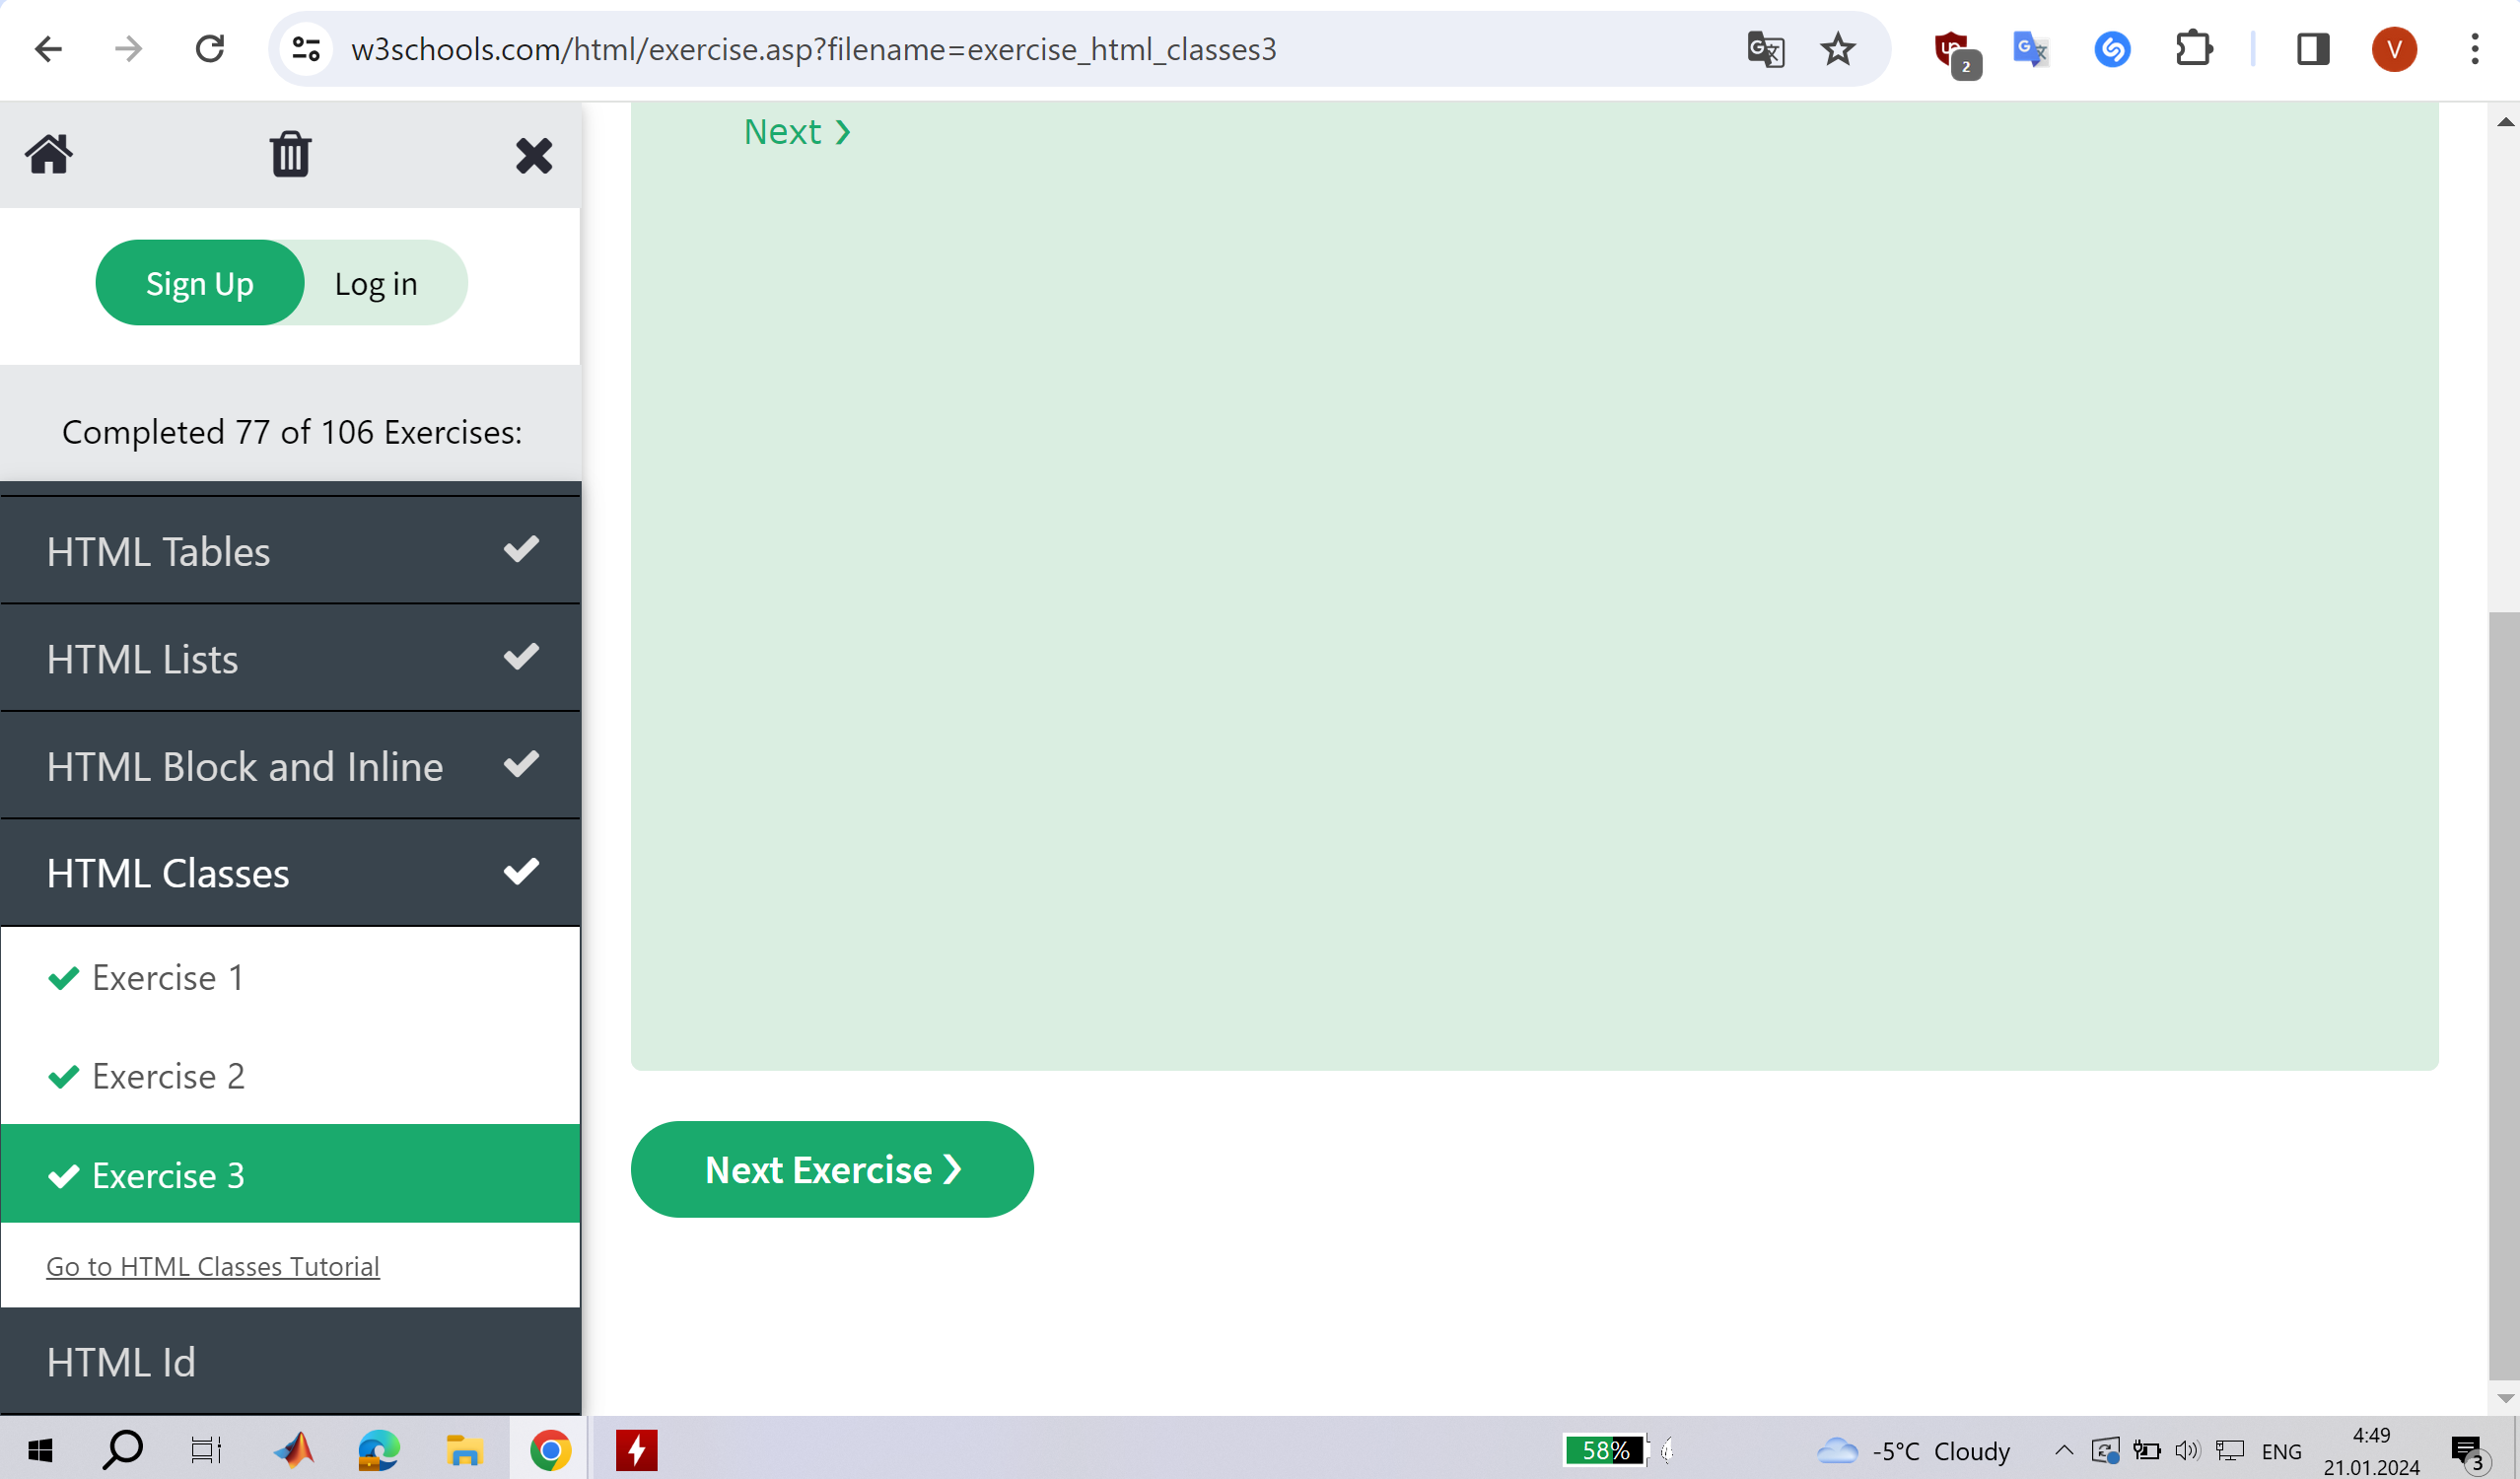 w3schools.com/html/exercise.asp?filename=exercise_html_classes3
2
V
Next ❯
Sign Up
Log in
Completed 77 of 106 Exercises:
HTML Tables
HTML Lists
HTML Block and Inline
HTML Classes
Exercise 1
Exercise 2
Exercise 3
Go to HTML Classes Tutorial
HTML Id
Next Exercise ❯
58%
-5°C Cloudy
ENG
4:49
21.01.2024
3